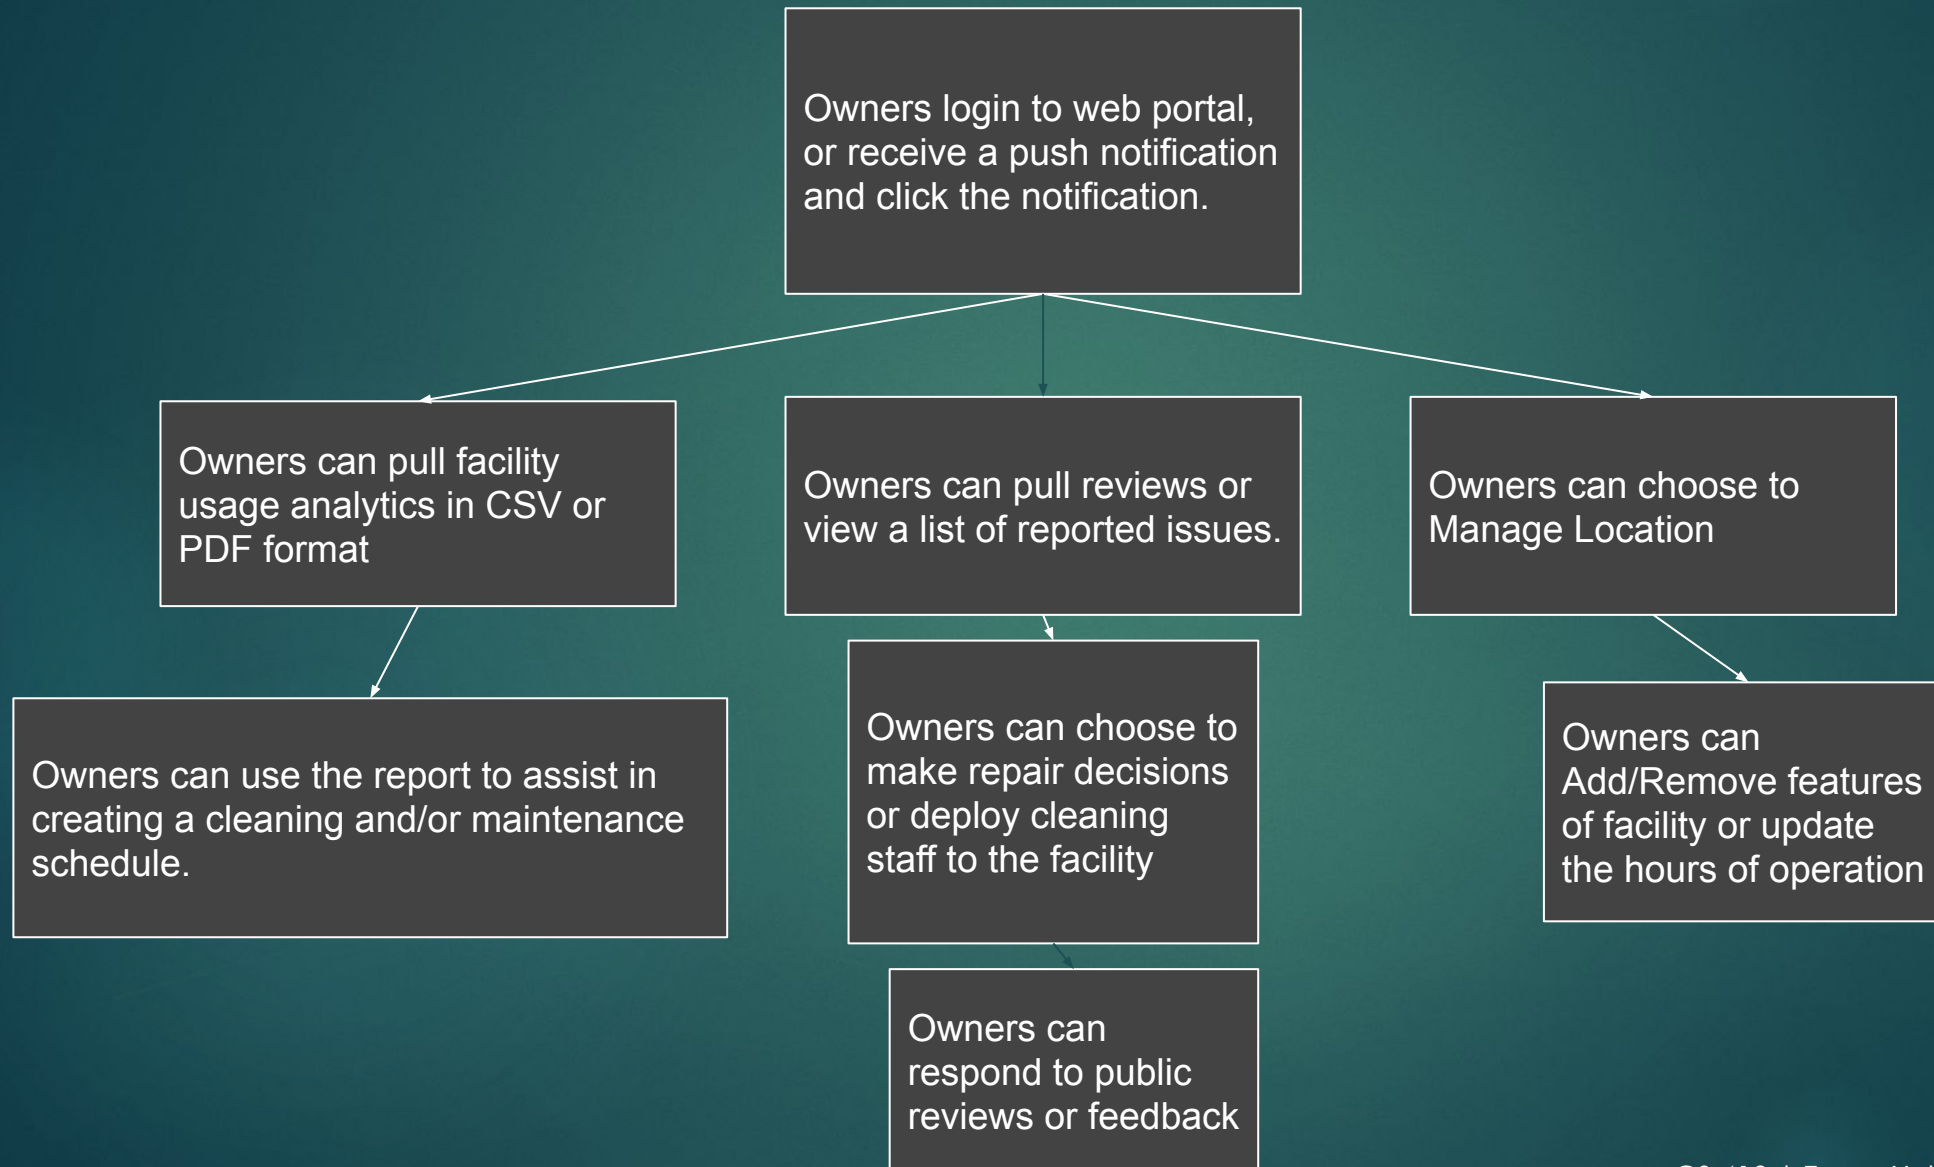 Owners login to web portal,
or receive a push notification
and click the notification.
Owners can pull facility
usage analytics in CSV or
PDF format
Owners can pull reviews or
view a list of reported issues.
Owners can choose to
Manage Location
Owners can use the report to assist in
creating a cleaning and/or maintenance
schedule.
Owners can choose to
make repair decisions
or deploy cleaning
staff to the facility
Owners can
Add/Remove features
of facility or update
the hours of operation
Owners can
respond to public
reviews or feedback